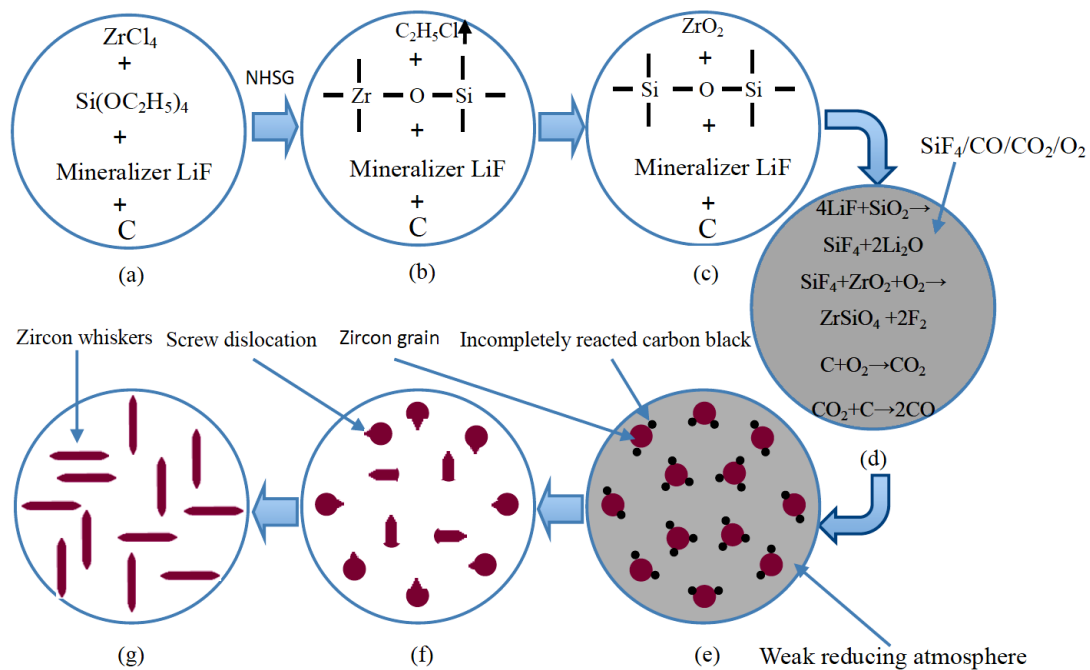 ZrCl₄
+
Si(OC₂H₅)₄
+
Mineralizer LiF
+
C
(a)
NHSG
C₂H₅Cl
+
Zr O Si
+
Mineralizer LiF
+
C
(b)
ZrO₂
+
Si O Si
+
Mineralizer LiF
+
C
(c)
SiF₄/CO/CO₂/O₂
4LiF+SiO₂→
SiF₄+2Li₂O
SiF₄+ZrO₂+O₂→
ZrSiO₄ +2F₂
C+O₂→CO₂
CO₂+C→2CO
(d)
Zircon whiskers
Screw dislocation
Zircon grain
Incompletely reacted carbon black
(g)
(f)
(e)
Weak reducing atmosphere